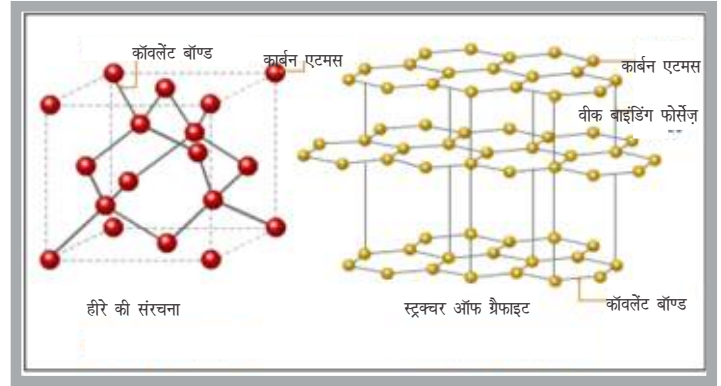 कॉवलेंट बॉण्ड
कार्बन एटमस
कार्बन एटमस
वीक बाइंडिंग फोर्सेज़
हीरे की संरचना
स्ट्रक्चर ऑफ ग्रैफाइट
कॉवलेंट बॉण्ड